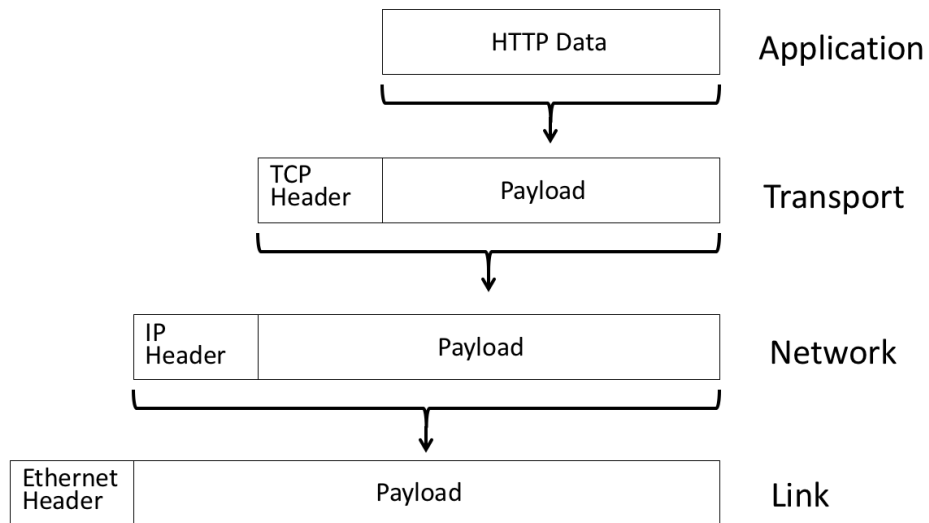 HTTP Data
Application
TCP
Header
Payload
Transport
IP
Header
Payload
Network
Ethernet
Header
Payload
Link